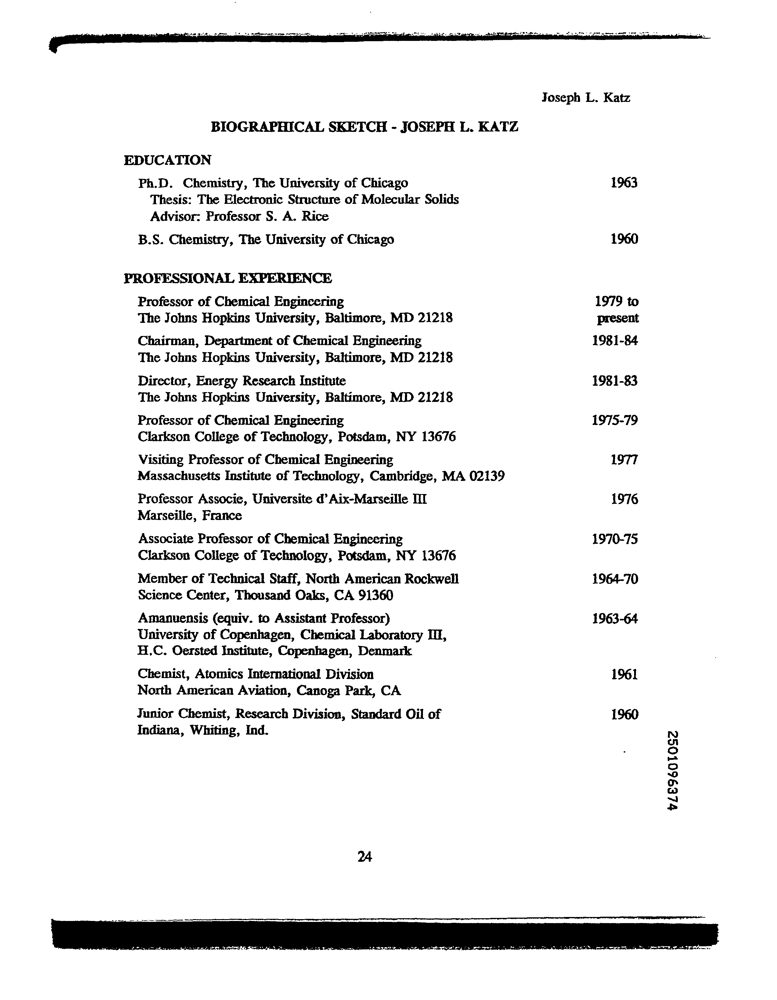 Joseph L. Katz
BIOGRAPHICAL SKETCH - JOSEPH L. KATZ
EDUCATION
Ph.D. Chemistry, The University of Chicago 1963
Thesis: The Electronic Structure of Molecular Solids
Advisor: Professor S. A. Rice
B.S. Chemistry, The University of Chicago 1960
PROFESSIONAL EXPERIENCE
Professor of Chemical Engineering 1979 to
The Johns Hopkins University, Baltimore, MD 21218 present
Chairman, Department of Chemical Engineering 1981-84
The Johns Hopkins University, Baltimore, MD 21218
Director, Energy Research Institute 1981-83
The Johns Hopkins University, Baltimore, MD 21218
Professor of Chemical Engineering 1975-79
Clarkson College of Technology, Potsdam, NY 13676
Visiting Professor of Chemical Engineering 1977
Massachusetts Institute of Technology, Cambridge, MA 02139
Professor Associe, Universite d'Aix-Marseille III 1976
Marseille, France
Associate Professor of Chemical Engineering 1970-75
Clarkson College of Technology, Potsdam, NY 13676
Member of Technical Staff, North American Rockwell 1964-70
Science Center, Thousand Oaks, CA 91360
Amanuensis (equiv. to Assistant Professor) 1963-64
University of Copenhagen, Chemical Laboratory III,
H.C. Oersted Institute, Copenhagen, Denmark
Chemist, Atomics International Division 1961
North American Aviation, Canoga Park, CA
Junior Chemist, Research Division, Standard Oil of 1960
Indiana, Whiting, Ind.
2501096374
24